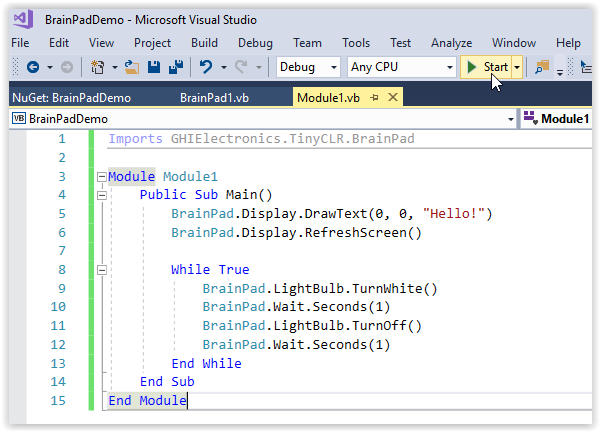 BrainPadDemo - Microsoft Visual Studio
File Edit View Project Build Debug Team Tools Test Analyze Window Help
Debug Any CPU Start
NuGet: BrainPadDemo BrainPad1.vb Module1.vb
VB BrainPadDemo Module1
1 Imports GHIElectronics.TinyCLR.BrainPad
2
3 Module Module1
4 Public Sub Main()
5 BrainPad.Display.DrawText(0, 0, "Hello!")
6 BrainPad.Display.RefreshScreen()
7
8 While True
9 BrainPad.LightBulb.TurnWhite()
10 BrainPad.Wait.Seconds(1)
11 BrainPad.LightBulb.TurnOff()
12 BrainPad.Wait.Seconds(1)
13 End While
14 End Sub
15 End Module